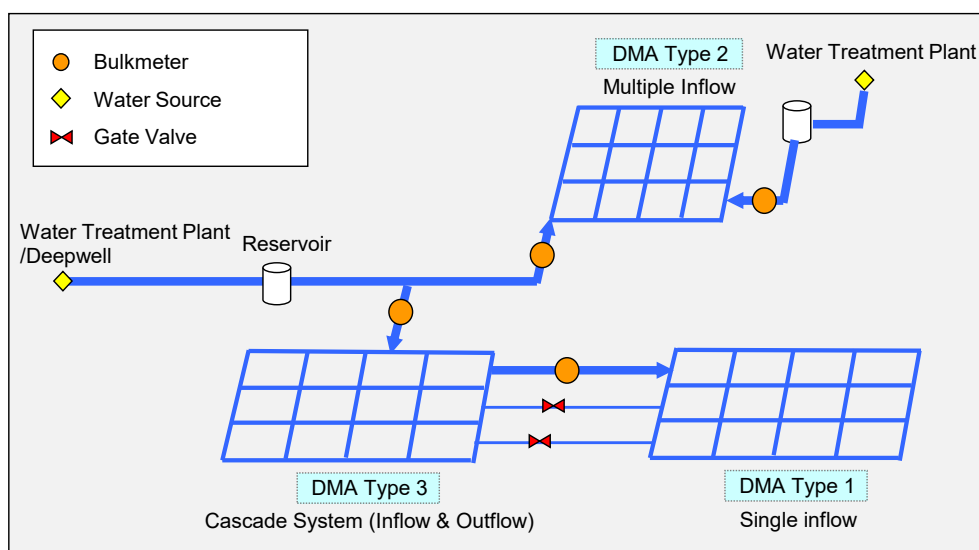 Bulkmeter
Water Source
Gate Valve
DMA Type 2
Multiple Inflow
Water Treatment Plant
Water Treatment Plant
/Deepwell
Reservoir
DMA Type 3
Cascade System (Inflow & Outflow)
DMA Type 1
Single inflow